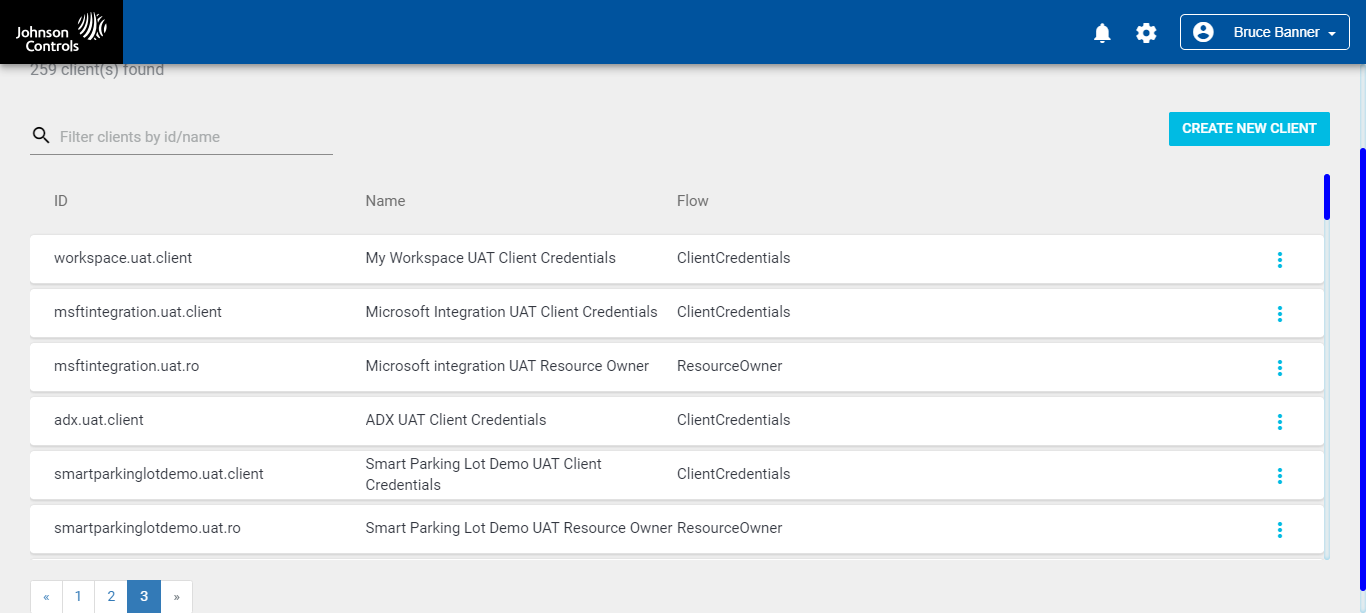 Johnson
Controls
Bruce Banner
259 client(s) found
Filter clients by id/name
CREATE NEW CLIENT
ID Name Flow
workspace.uat.client My Workspace UAT Client Credentials ClientCredentials
msftintegration.uat.client Microsoft Integration UAT Client Credentials ClientCredentials
msftintegration.uat.ro Microsoft integration UAT Resource Owner ResourceOwner
adx.uat.client ADX UAT Client Credentials ClientCredentials
smartparkinglotdemo.uat.client Smart Parking Lot Demo UAT Client
Credentials ClientCredentials
smartparkinglotdemo.uat.ro Smart Parking Lot Demo UAT Resource Owner ResourceOwner
« 1 2 3 »